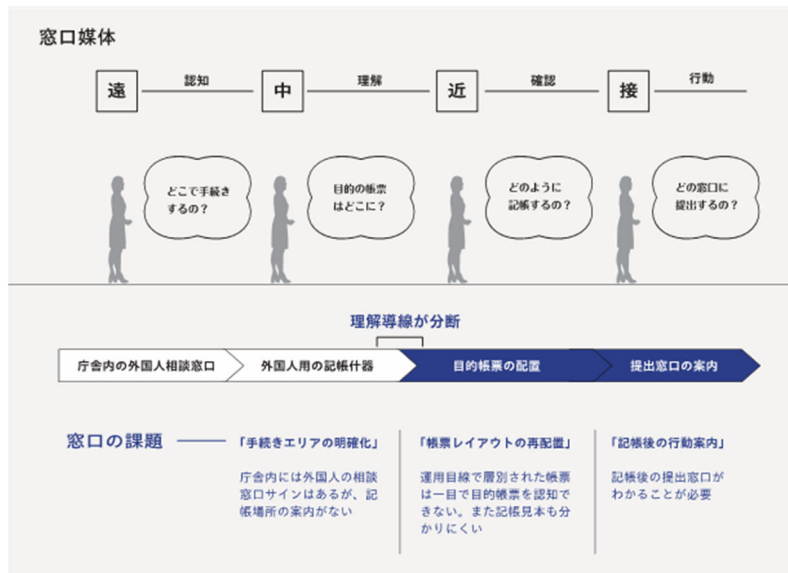 窓口媒体
遠
認知
中
理解
近
確認
接
行動
どこで手続き
するの？
目的の帳票
はどこに？
どのように
記帳するの？
どの窓口に
提出するの？
理解導線が分断
庁舎内の外国人相談窓口
外国人用の記帳什器
目的帳票の配置
提出窓口の案内
窓口の課題
「手続きエリアの明確化」
庁舎内には外国人の相談
窓口サインはあるが、記
帳場所の案内がない
「帳票レイアウトの再配置」
運用目線で層別された帳票
は一目で目的帳票を認知で
きない。また記帳見本も分
かりにくい
「記帳後の行動案内」
記帳後の提出窓口が
わかることが必要